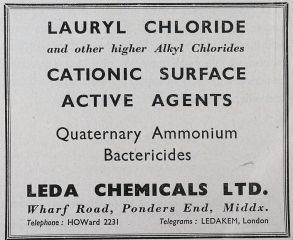 LAURYL CHLORIDE
and other higher Alkyl Chlorides
CATIONIC SURFACE
ACTIVE AGENTS
Quaternary Ammonium
Bactericides
LEDA CHEMICALS LTD.
Wharf Road, Ponders End, Middx.
Telephone : HOWard 2231 Telegrams : LEDAKEM, London